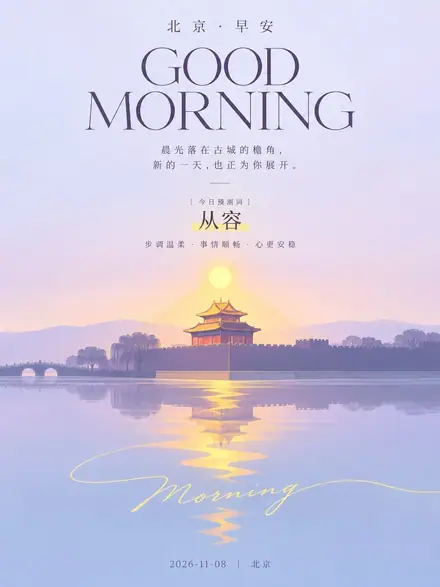 北京·早安
GOOD
MORNING
晨光落在古城的檐角，
新的一天，也正为你展开。
[ 今日预测词 ]
从容
步调温柔 · 事情顺畅 · 心更安稳
Morning
2026-11-08 | 北京